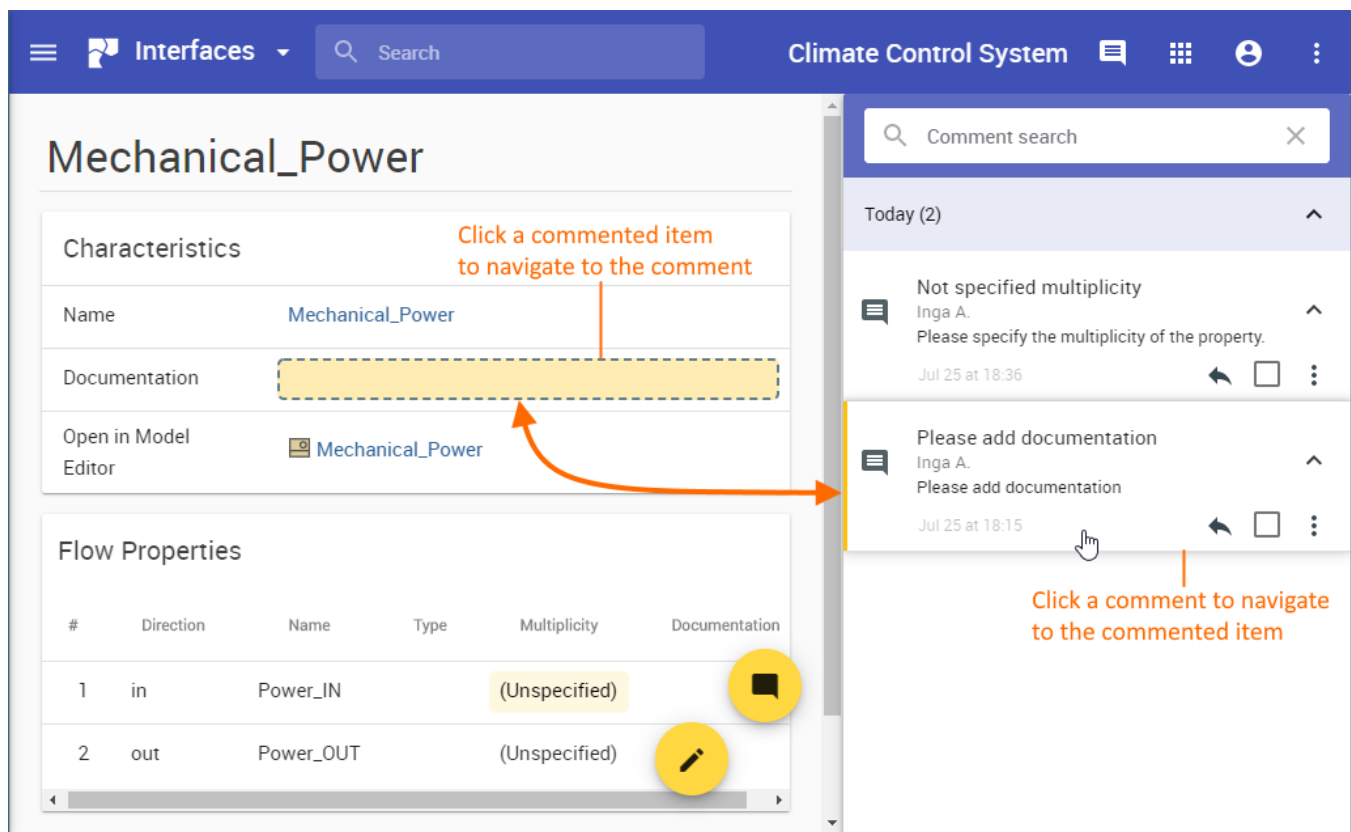 Interfaces
Search
Climate Control System
Mechanical_Power
Characteristics
Click a commented item
to navigate to the comment
Name
Mechanical_Power
Documentation
Open in Model
Editor
Mechanical_Power
Flow Properties
# Direction Name Type Multiplicity Documentation
1 in Power_IN (Unspecified)
2 out Power_OUT (Unspecified)
Comment search
Today (2)
Not specified multiplicity
Inga A.
Please specify the multiplicity of the property.
Jul 25 at 18:36
Please add documentation
Inga A.
Please add documentation
Jul 25 at 18:15
Click a comment to navigate
to the commented item